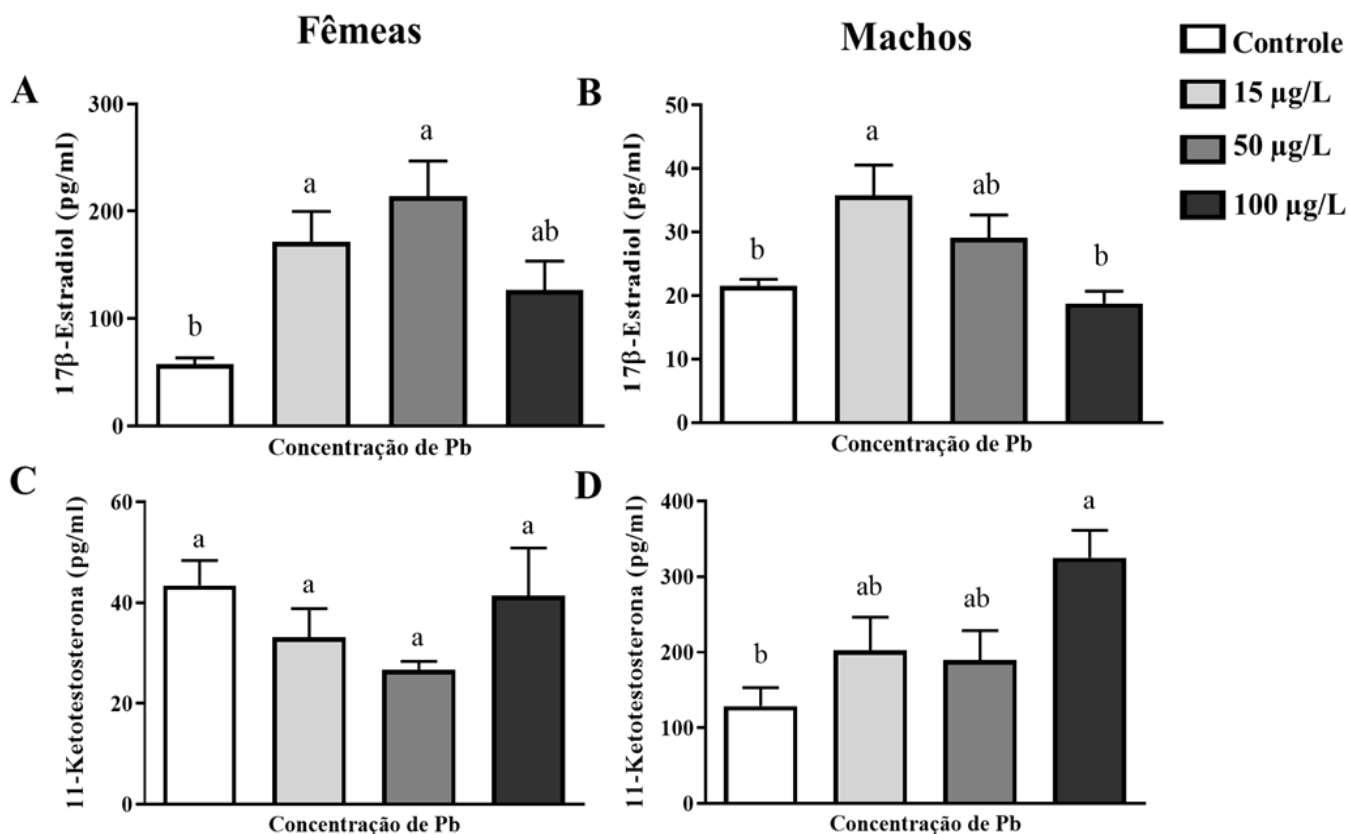 Fêmeas
Machos
Controle
15 µg/L
50 µg/L
100 µg/L
A
17β-Estradiol (pg/ml)
300
200
100
0
b
a
a
ab
Concentração de Pb
B
17β-Estradiol (pg/ml)
50
40
30
20
10
0
b
a
ab
b
Concentração de Pb
C
11-Ketotestosterona (pg/ml)
60
40
20
0
a
a
a
a
Concentração de Pb
D
11-Ketotestosterona (pg/ml)
400
300
200
100
0
b
ab
ab
a
Concentração de Pb